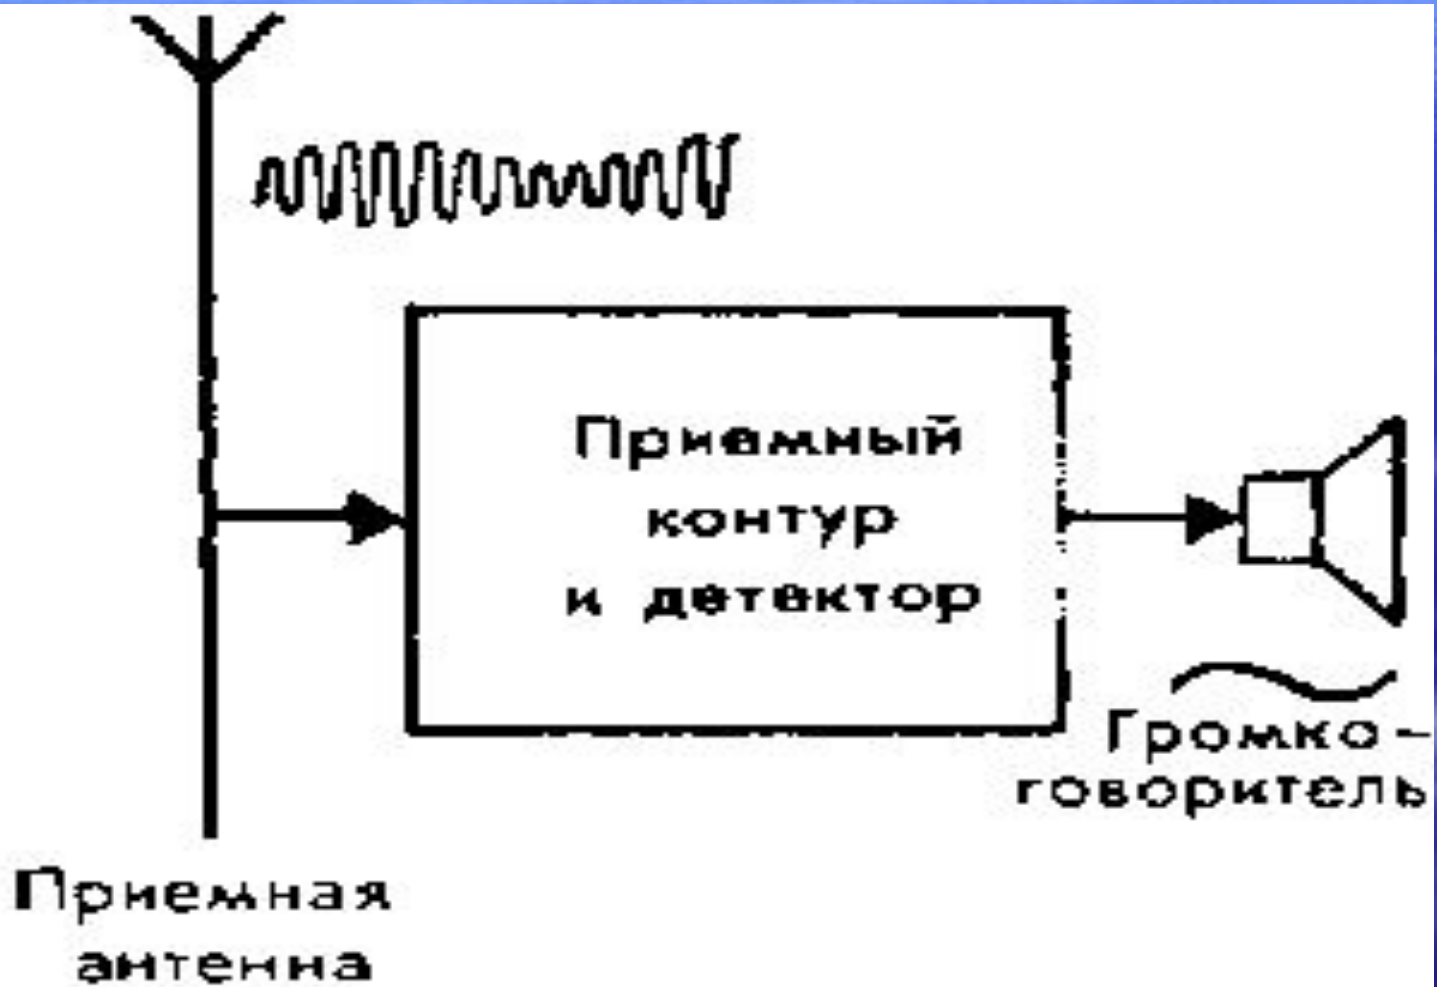 Приемный
контур
и детектор
Громко-
говоритель
Приемная
антенна